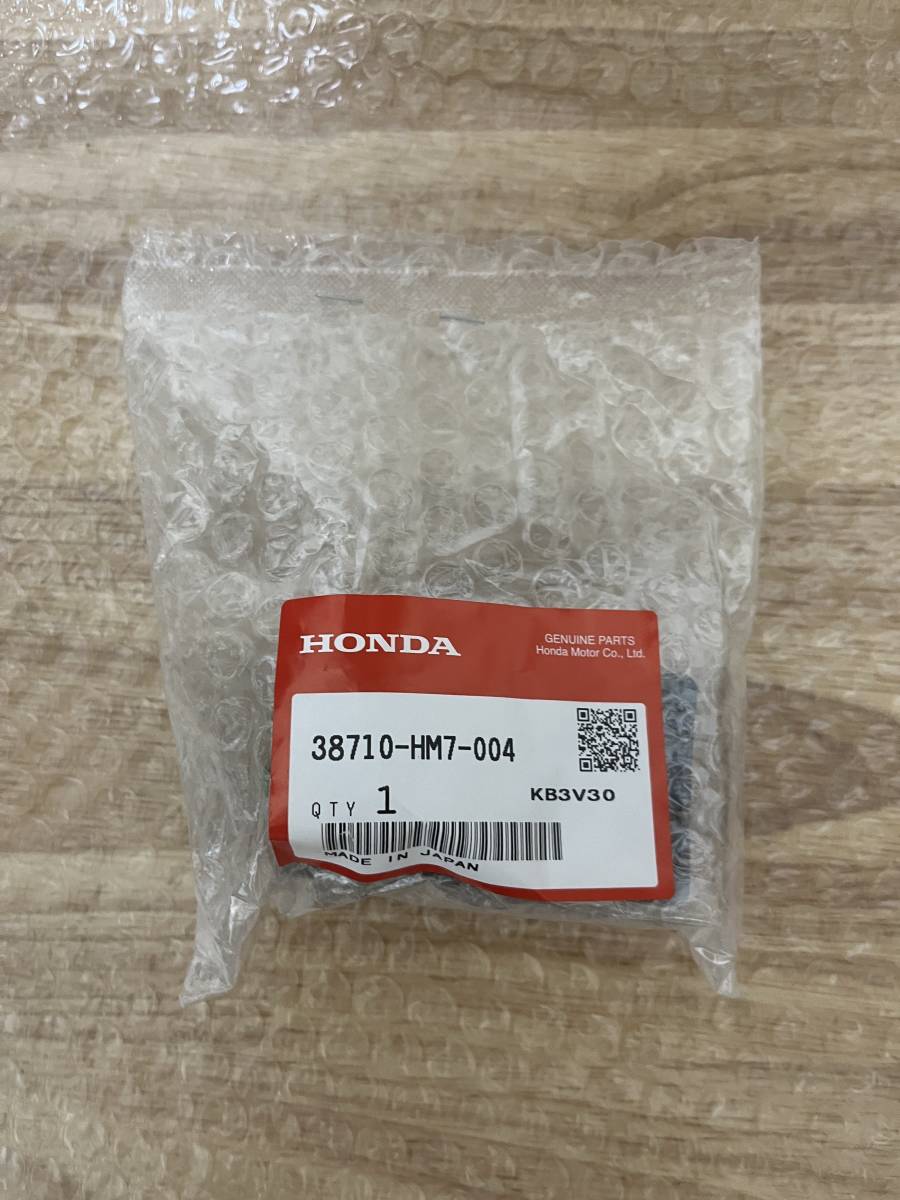 HONDA
GENUINE PARTS
Honda Motor Co., Ltd.
38710-HM7-004
KB3V30
QTY 1
MADE IN JAPAN